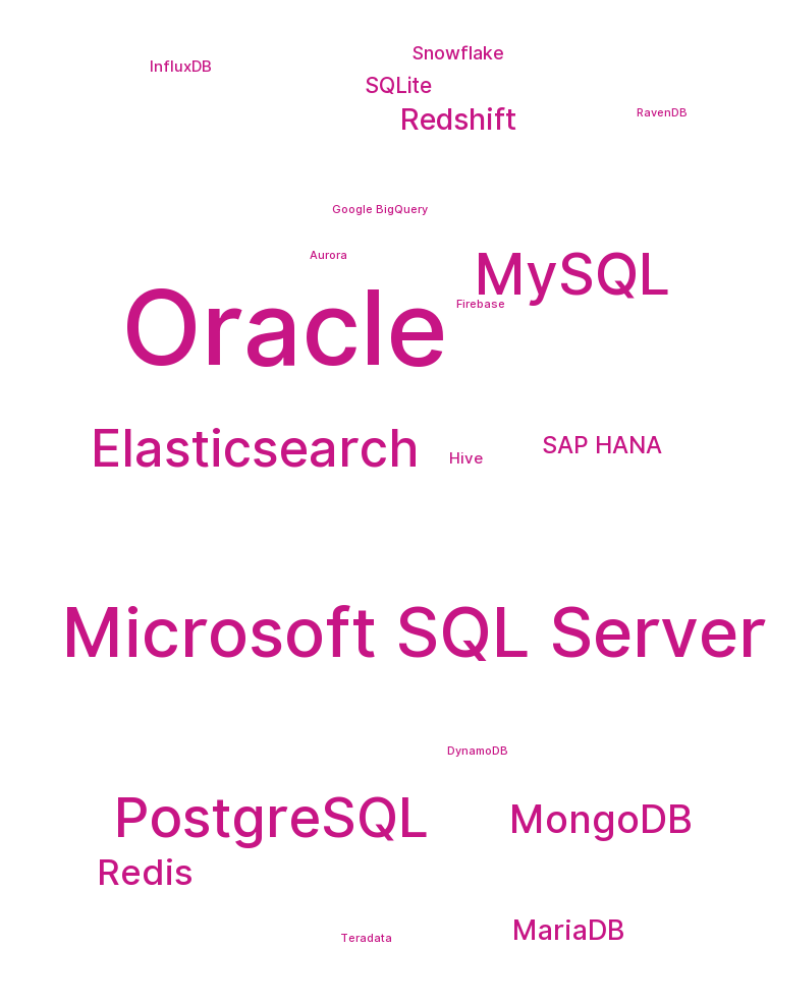 Snowflake
InfluxDB
SQLite
Redshift
RavenDB
Google BigQuery
Aurora
MySQL
Firebase
Oracle
Elasticsearch
Hive
SAP HANA
Microsoft SQL Server
DynamoDB
PostgreSQL
MongoDB
Redis
MariaDB
Teradata